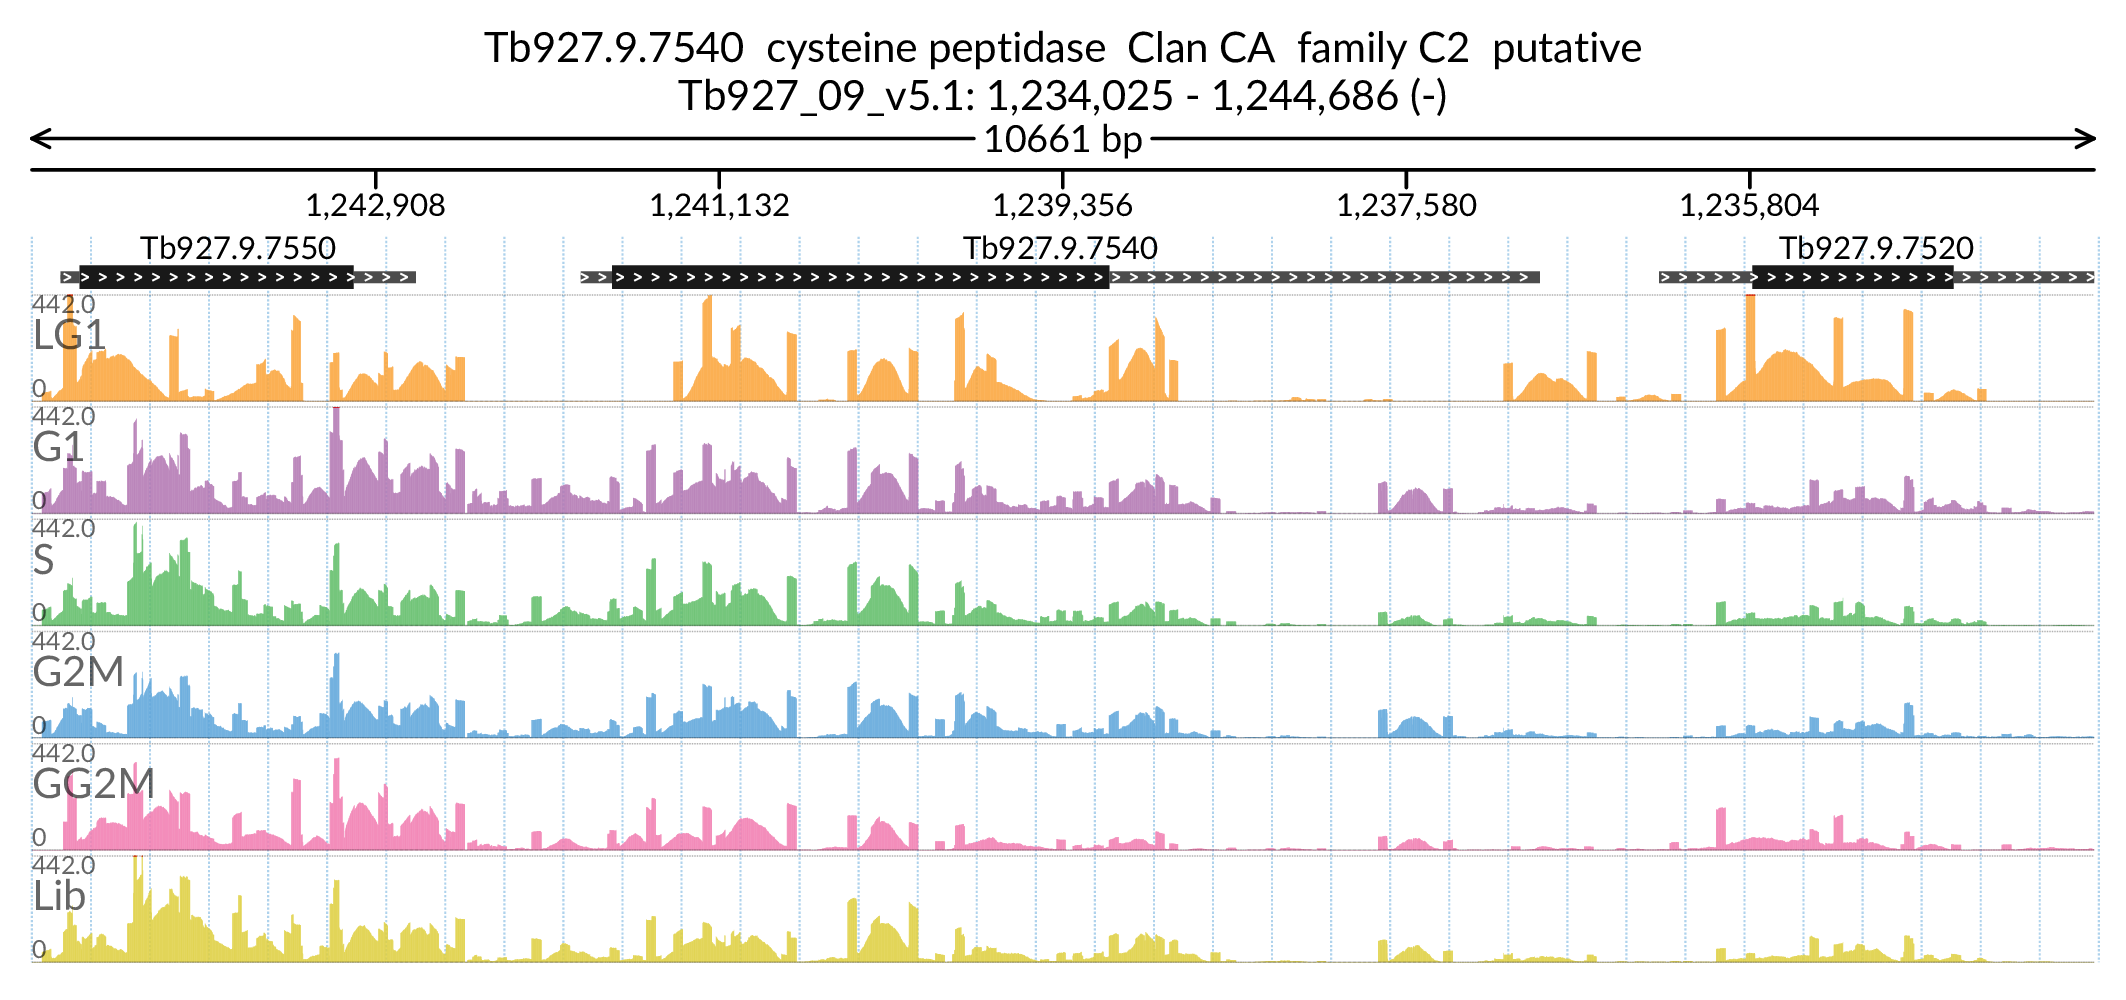 Tb927.9.7540  cysteine peptidase  Clan CA  family C2  putative
Tb927_09_v5.1: 1,234,025 - 1,244,686 (-)
10661 bp
1,242,908 1,241,132 1,239,356 1,237,580 1,235,804
Tb927.9.7550 Tb927.9.7540 Tb927.9.7520
442.0
LG1
0
442.0
G1
0
442.0
S
0
442.0
G2M
0
442.0
GG2M
0
442.0
Lib
0